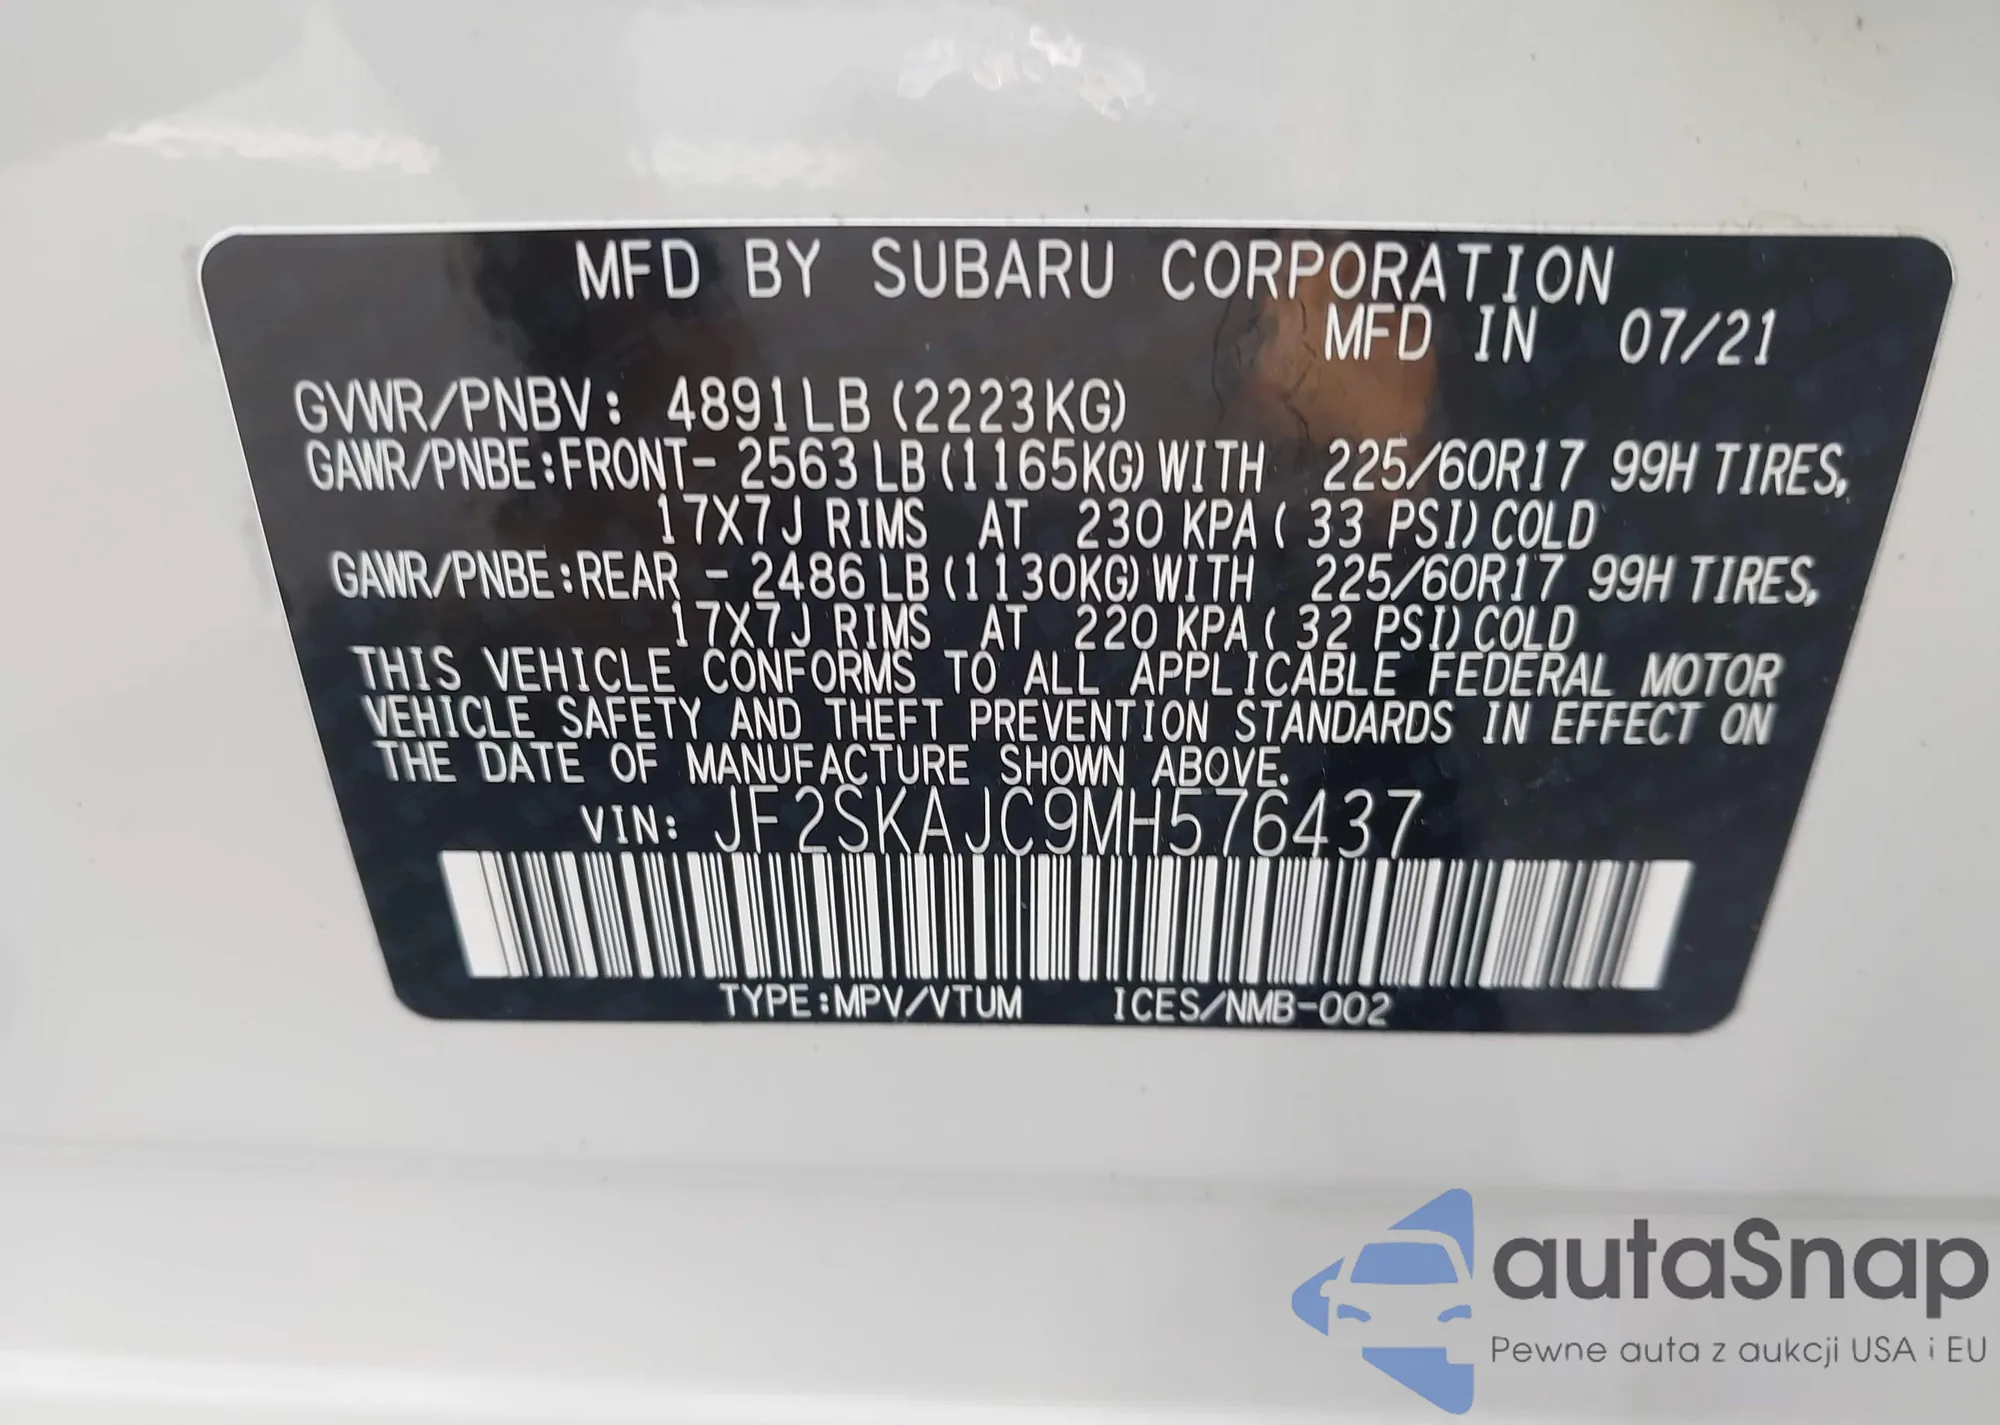 MFD BY SUBARU CORPORATION
MFD IN 07/21
GVWR/PNBV: 4891LB (2223KG)
GAWR/PNBE:FRONT- 2563 LB (1165KG) WITH 225/60R17 99H TIRES,
17X7J RIMS AT 230 KPA ( 33 PSI) COLD
GAWR/PNBE:REAR - 2486 LB (1130KG) WITH 225/60R17 99H TIRES,
17X7J RIMS AT 220 KPA ( 32 PSI) COLD
THIS VEHICLE CONFORMS TO ALL APPLICABLE FEDERAL MOTOR
VEHICLE SAFETY AND THEFT PREVENTION STANDARDS IN EFFECT ON
THE DATE OF MANUFACTURE SHOWN ABOVE.
VIN: JF2SKAJC9MH576437
TYPE:MPV/VTUM ICES/NMB-002
autaSnap
Pewne auta z aukcji USA i EU